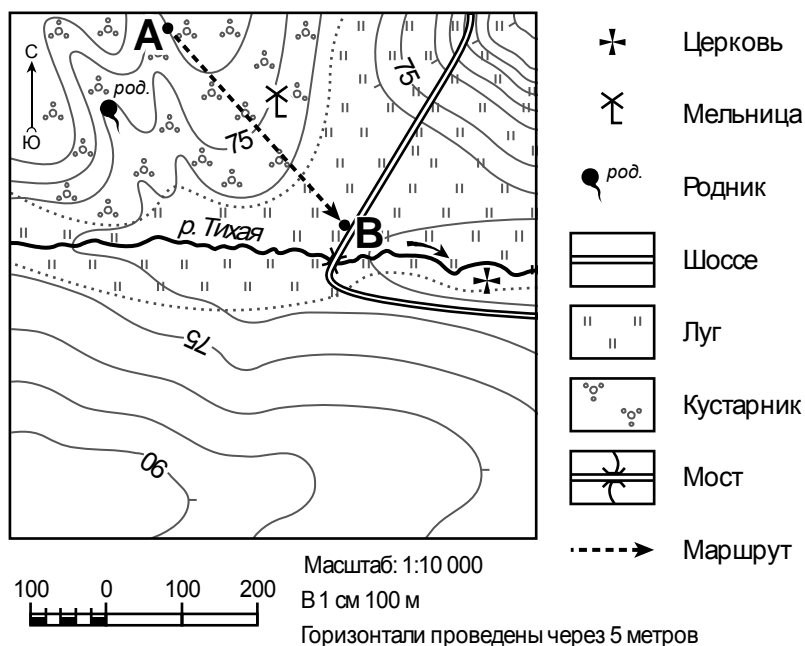 А
С
Ю
род.
75
75
р. Тихая
В
75
90
Церковь
Мельница
род.
Родник
Шоссе
Луг
Кустарник
Мост
Маршрут
100 0 100 200
Масштаб: 1:10 000
В 1 см 100 м
Горизонтали проведены через 5 метров